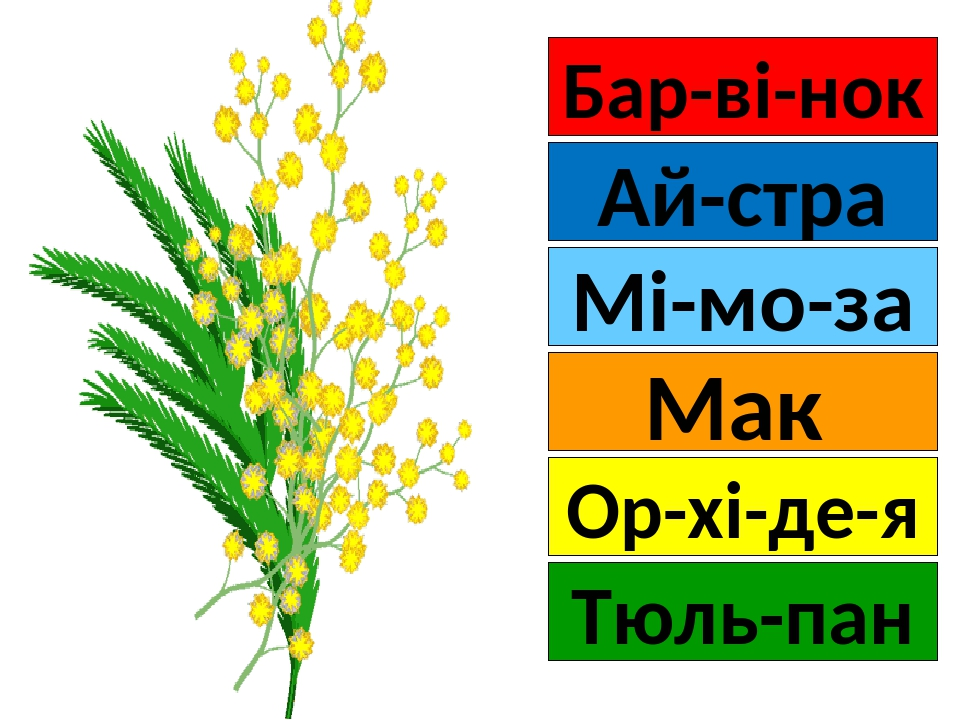 Бар-ві-нок
Ай-стра
Мі-мо-за
Мак
Ор-хі-де-я
Тюль-пан